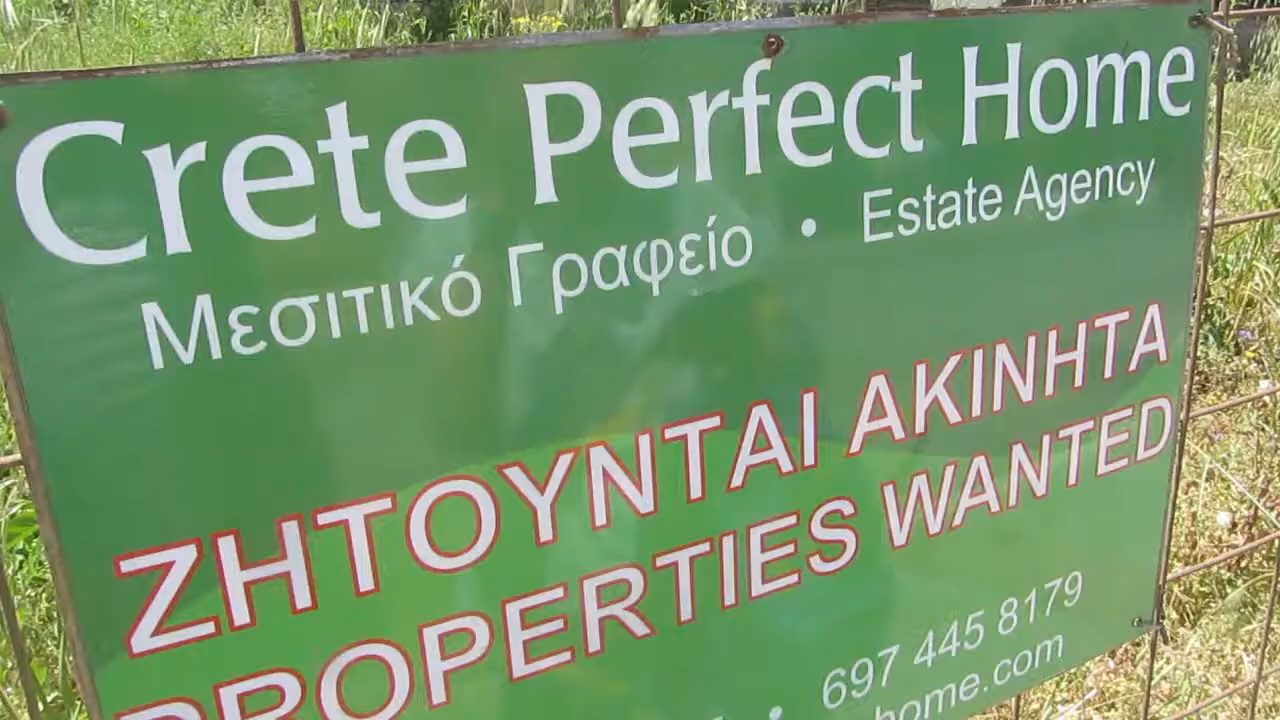 Crete Perfect Home
Μεσιτικό Γραφείο • Estate Agency
ΖΗΤΟΥΝΤΑΙ ΑΚΙΝΗΤΑ
PROPERTIES WANTED
• 697 445 8179
home.com